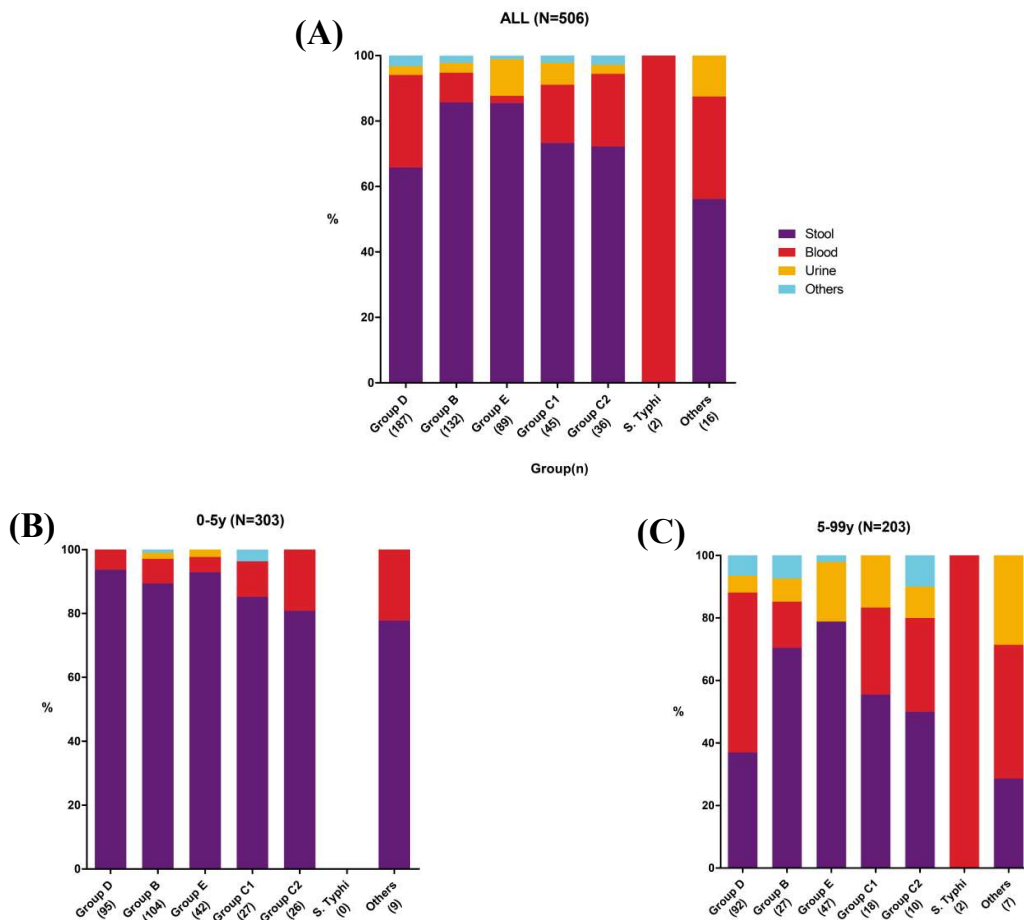 (A)
ALL (N=506)
100
80
60
40
20
0
%
Group D
(187)
Group B
(132)
Group E
(89)
Group C1
(45)
Group C2
(36)
S. Typhi
(2)
Others
(16)
Group(n)
Stool
Blood
Urine
Others
(B)
0-5y (N=303)
100
80
60
40
20
0
%
Group D
(95)
Group B
(104)
Group E
(42)
Group C1
(27)
Group C2
(26)
S. Typhi
(0)
Others
(9)
(C)
5-99y (N=203)
100
80
60
40
20
0
%
Group D
(92)
Group B
(27)
Group E
(47)
Group C1
(18)
Group C2
(10)
S. Typhi
(2)
Others
(7)